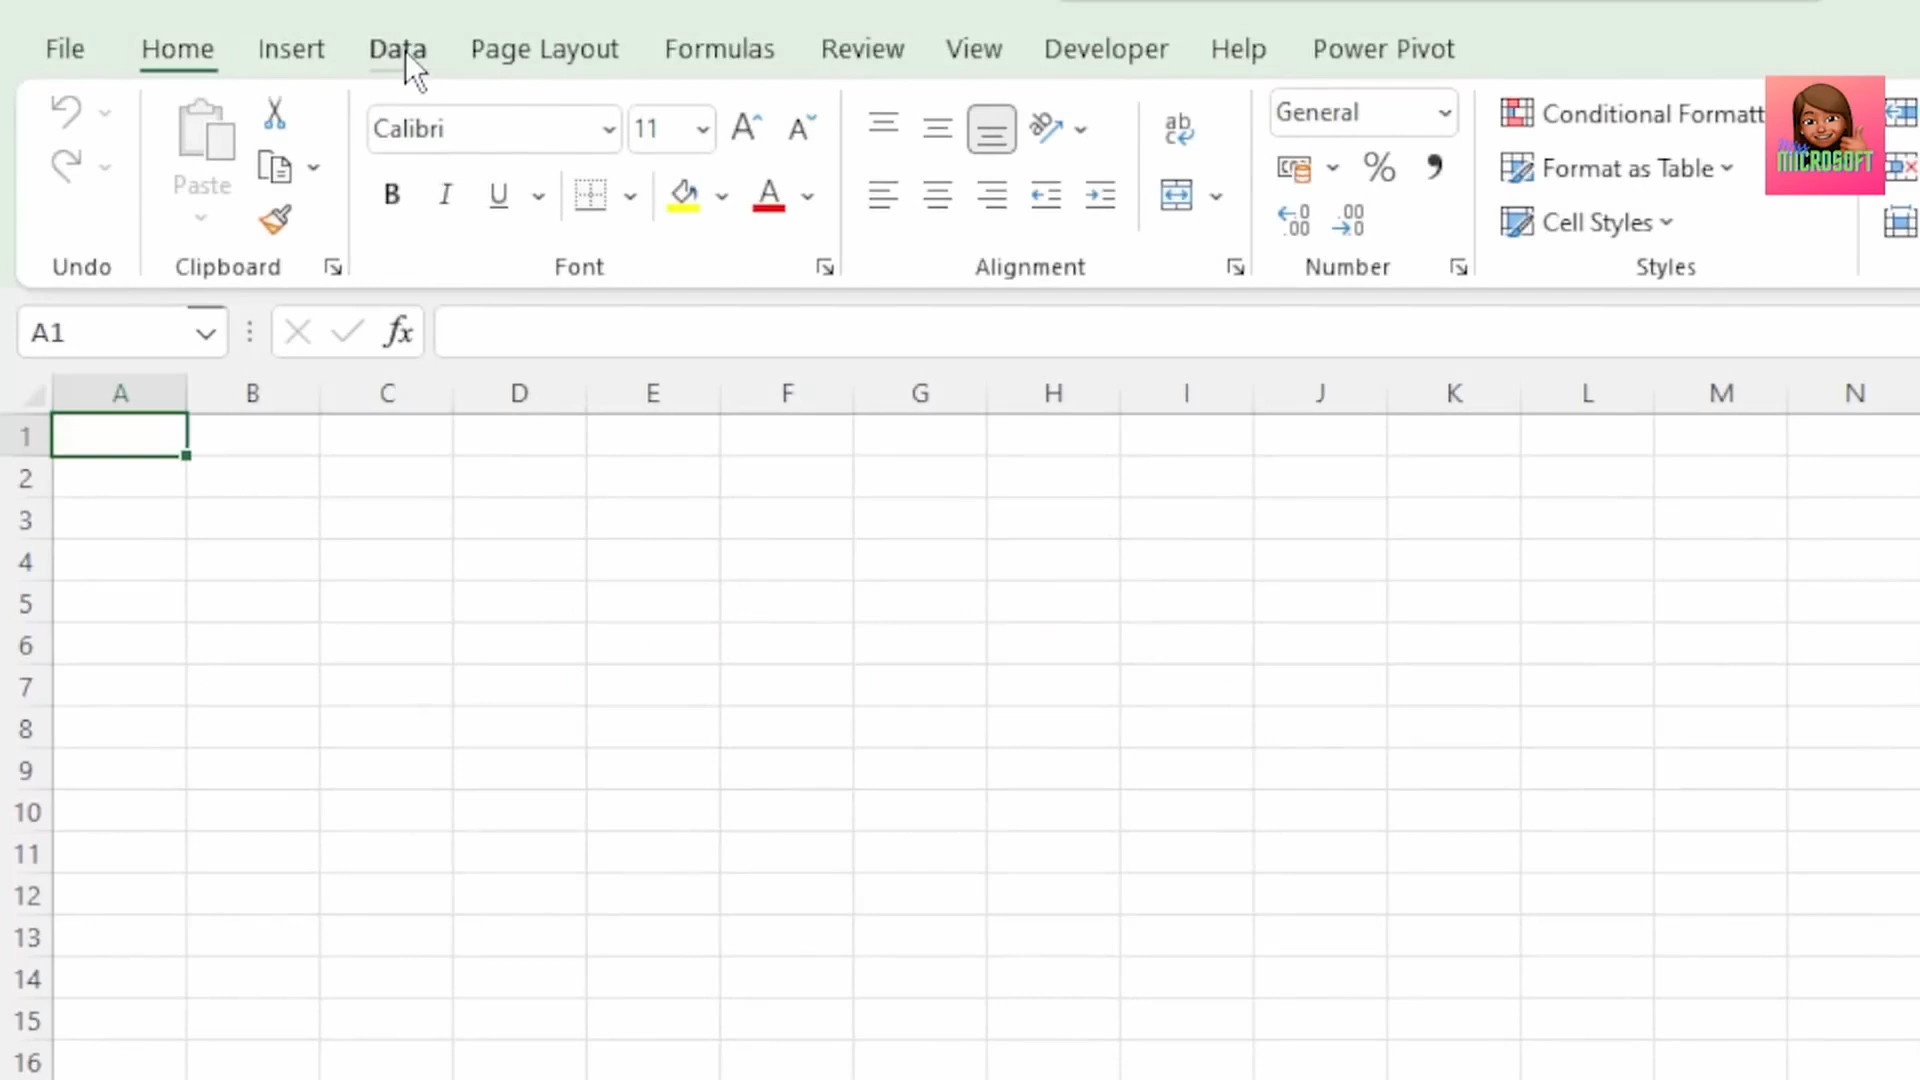 File Home Insert Data Page Layout Formulas Review View Developer Help Power Pivot
Calibri 11 General Conditional Formatt
Paste B I U Format as Table
Cell Styles
Undo Clipboard Font Alignment Number Styles
MICROSOFT
A1 fx
A B C D E F G H I J K L M N
1
2
3
4
5
6
7
8
9
10
11
12
13
14
15
16